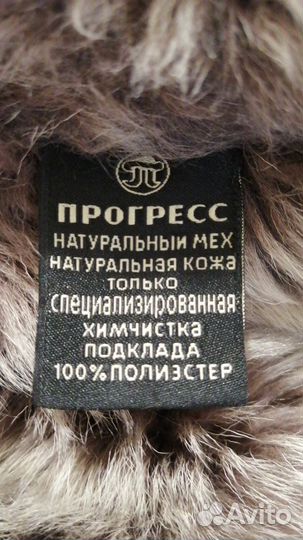 ПРОГРЕСС
НАТУРАЛЬНЫЙ МЕХ
НАТУРАЛЬНАЯ КОЖА
ТОЛЬКО
СПЕЦИАЛИЗИРОВАННАЯ
ХИМЧИСТКА
ПОДКЛАДА
100% ПОЛИЭСТЕР
Avito